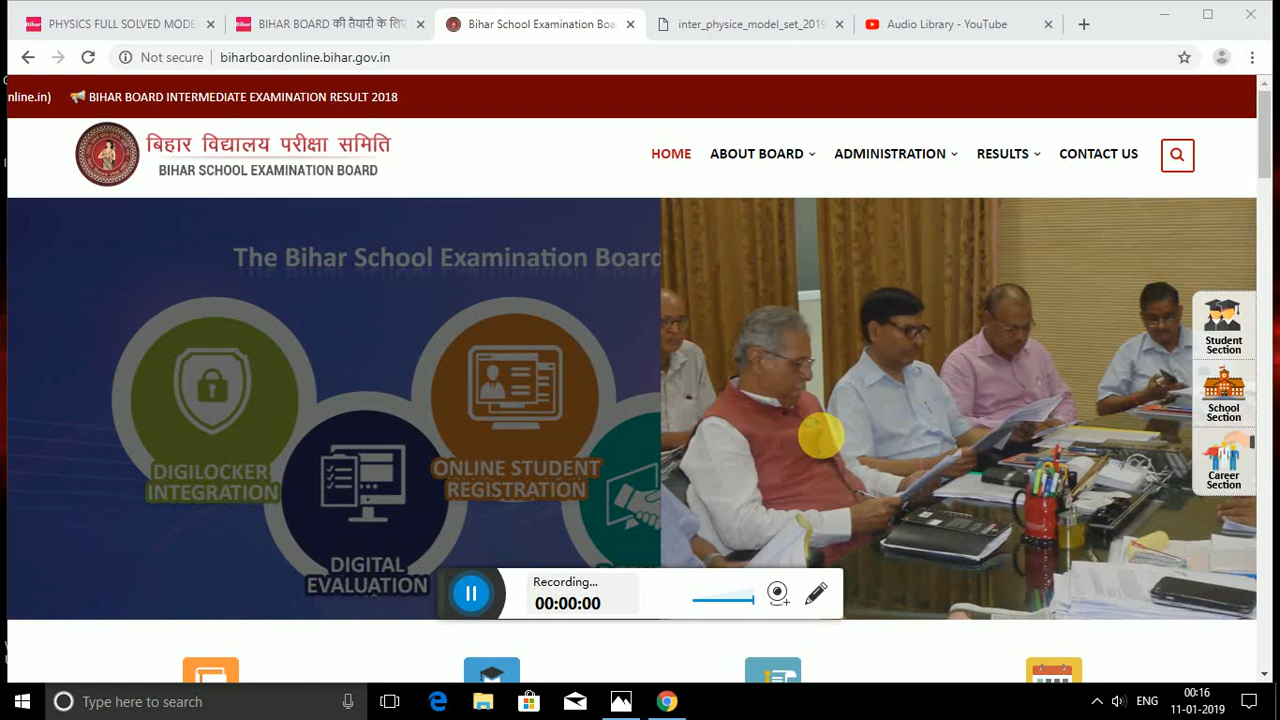 PHYSICS FULL SOLVED MODE
BIHAR BOARD की तैयारी के लि
Bihar School Examination Boa
inter_physice_model_set_2019
Audio Library - YouTube
Not secure
biharboardonline.bihar.gov.in
nline.in)
BIHAR BOARD INTERMEDIATE EXAMINATION RESULT 2018
बिहार विद्यालय परीक्षा समिति
BIHAR SCHOOL EXAMINATION BOARD
HOME
ABOUT BOARD
ADMINISTRATION
RESULTS
CONTACT US
The Bihar School Examination Board
DIGILOCKER
INTEGRATION
ONLINE STUDENT
REGISTRATION
DIGITAL
EVALUATION
Student
Section
School
Section
Career
Section
Recording...
00:00:00
Type here to search
ENG
00:16
11-01-2019